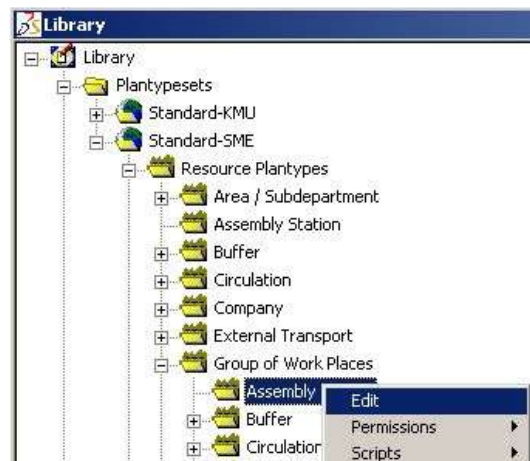 Library
Library
Plantypesets
Standard-KMU
Standard-SME
Resource Plantypes
Area / Subdepartment
Assembly Station
Buffer
Circulation
Company
External Transport
Group of Work Places
Assembly
Edit
Buffer
Permissions
Circulation
Scripts